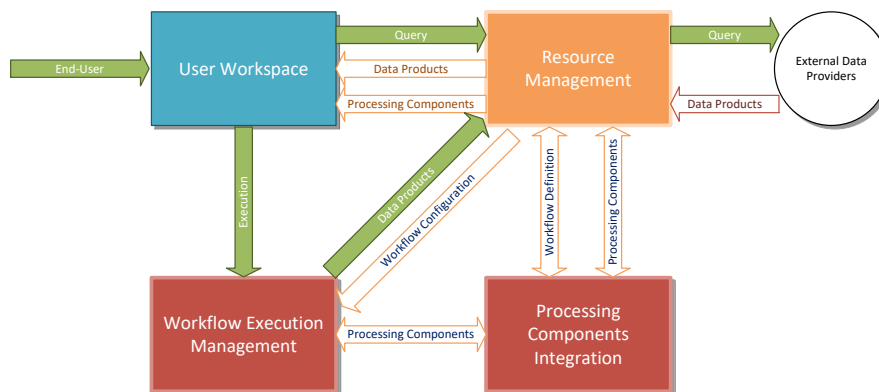 Query
Query
End-User
User Workspace
Resource
Management
Data Products
External Data
Providers
Processing Components
Data Products
Execution
Data Products
Workflow Configuration
Workflow Definition
Processing Components
Workflow Execution
Management
Processing Components
Processing
Components
Integration